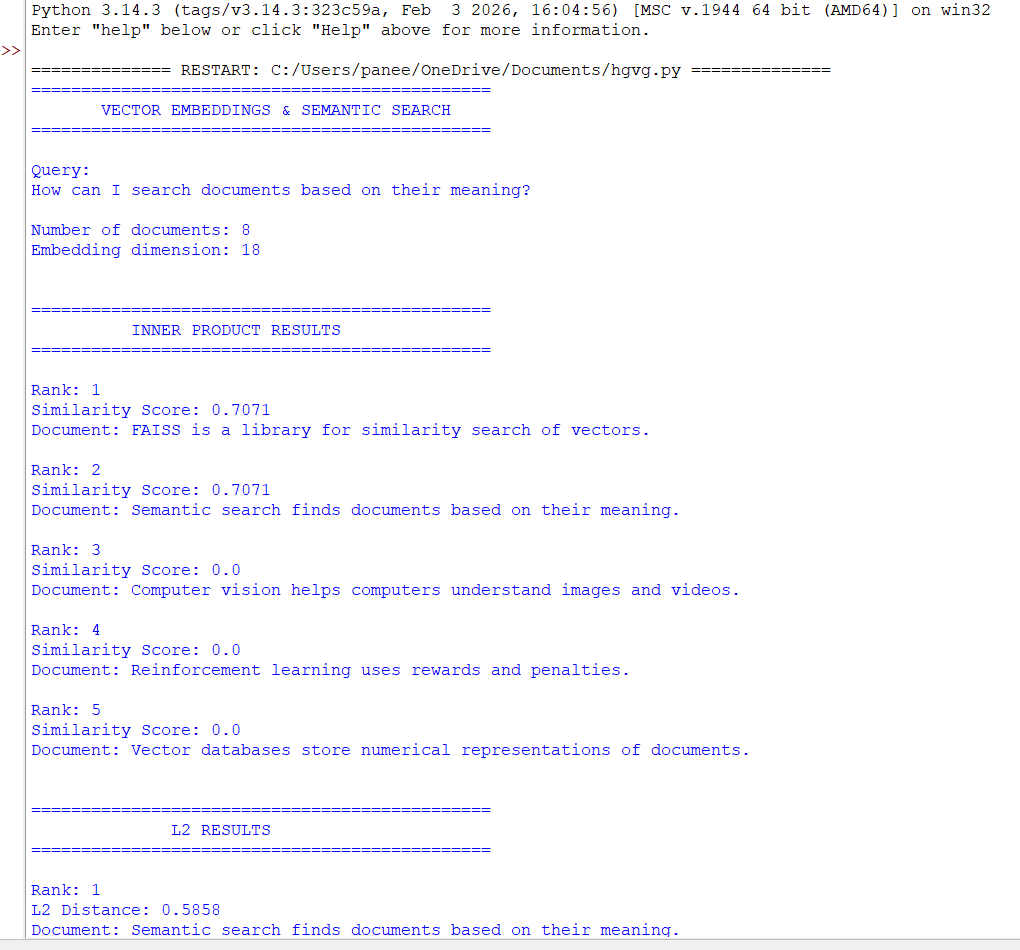 Python 3.14.3 (tags/v3.14.3:323c59a, Feb  3 2026, 16:04:56) [MSC v.1944 64 bit (AMD64)] on win32
Enter "help" below or click "Help" above for more information.
>>
============== RESTART: C:/Users/panee/OneDrive/Documents/hgvg.py ==============
==============================================
       VECTOR EMBEDDINGS & SEMANTIC SEARCH
==============================================
Query:
How can I search documents based on their meaning?
Number of documents: 8
Embedding dimension: 18
==============================================
          INNER PRODUCT RESULTS
==============================================
Rank: 1
Similarity Score: 0.7071
Document: FAISS is a library for similarity search of vectors.
Rank: 2
Similarity Score: 0.7071
Document: Semantic search finds documents based on their meaning.
Rank: 3
Similarity Score: 0.0
Document: Computer vision helps computers understand images and videos.
Rank: 4
Similarity Score: 0.0
Document: Reinforcement learning uses rewards and penalties.
Rank: 5
Similarity Score: 0.0
Document: Vector databases store numerical representations of documents.
==============================================
              L2 RESULTS
==============================================
Rank: 1
L2 Distance: 0.5858
Document: Semantic search finds documents based on their meaning.